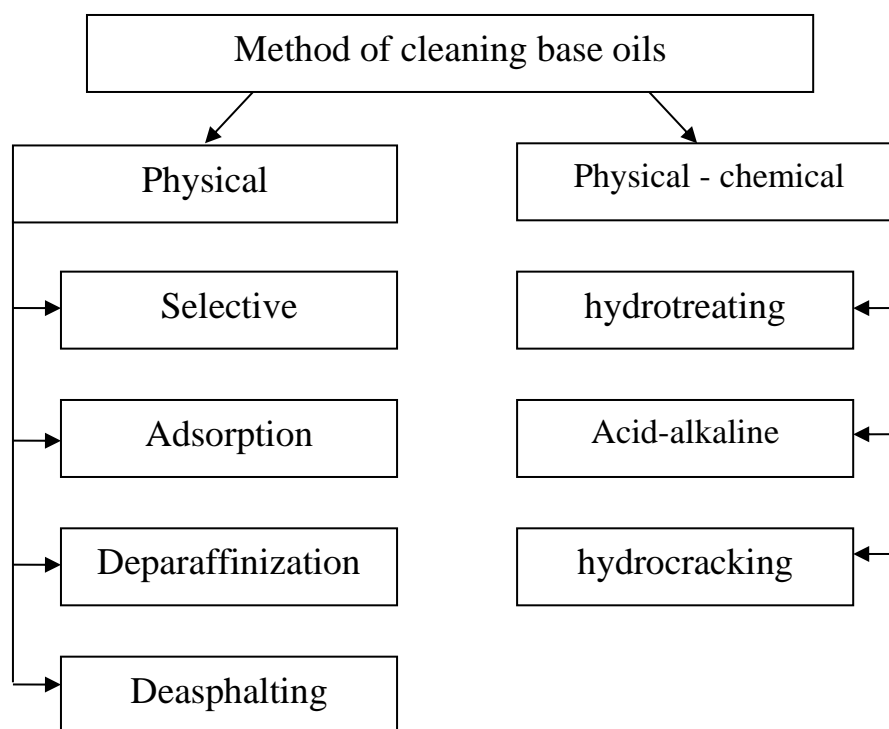 Method of cleaning base oils
Physical
Physical - chemical
Selective
hydrotreating
Adsorption
Acid-alkaline
Deparaffinization
hydrocracking
Deasphalting